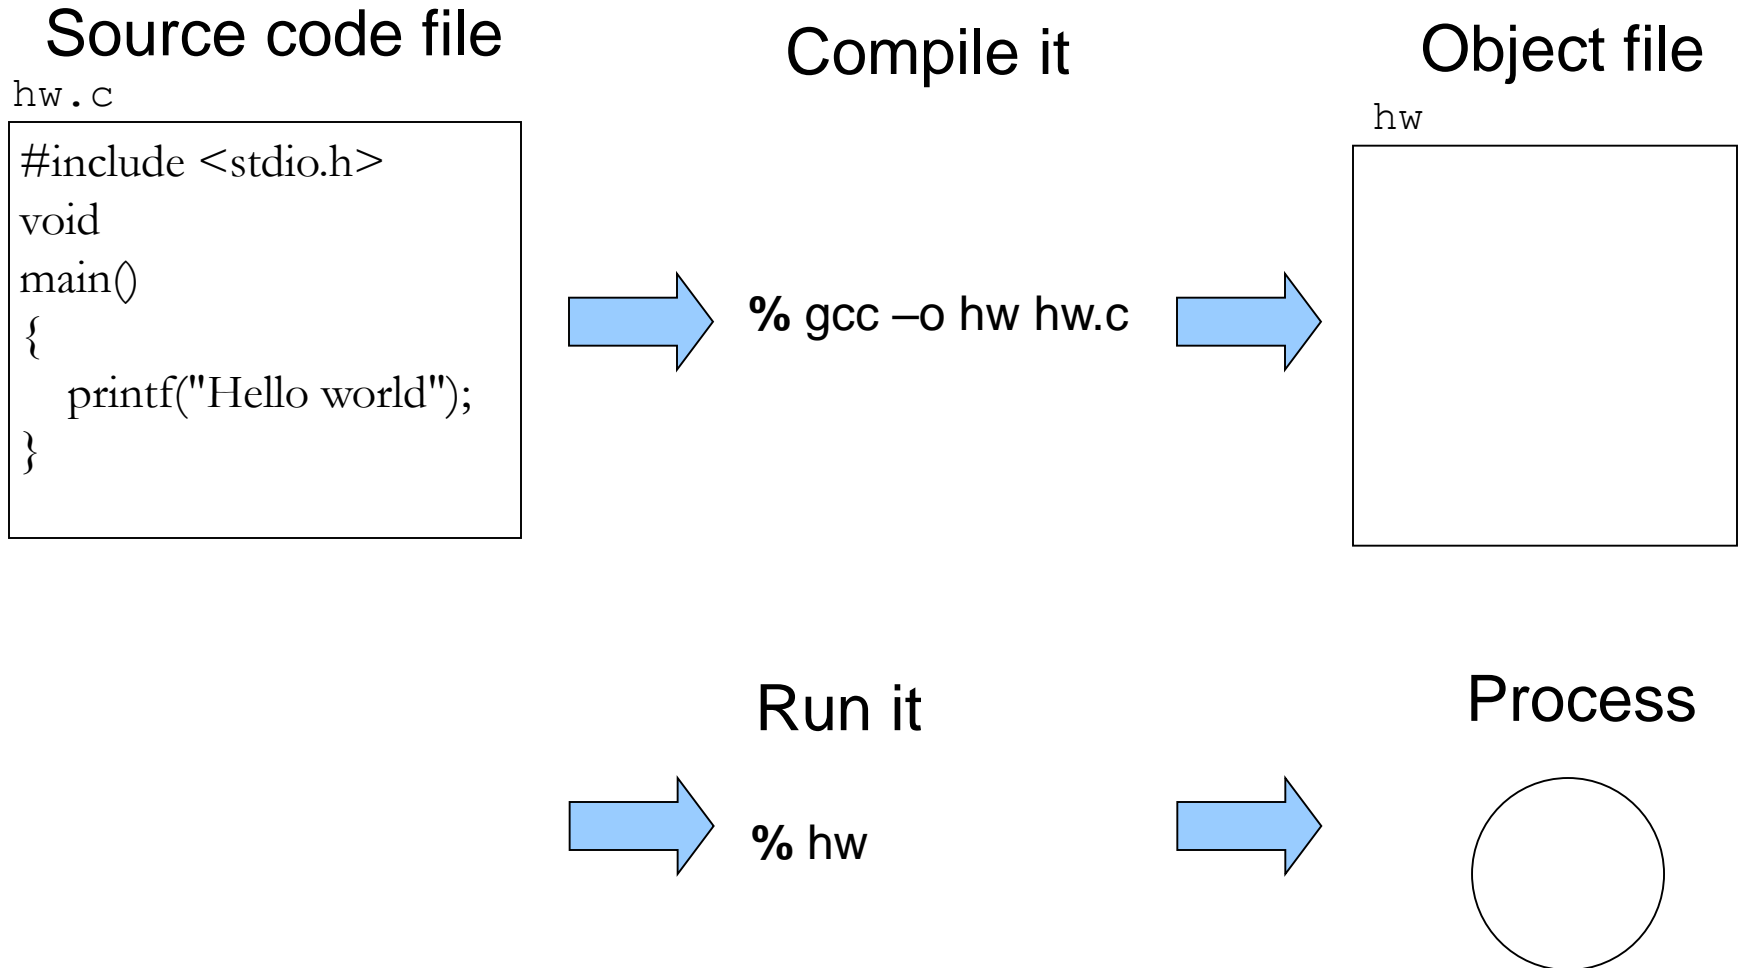 Source code file
hw.c
#include <stdio.h>
void
main()
{
printf("Hello world");
}
Compile it
% gcc –o hw hw.c
Object file
hw
Run it
% hw
Process